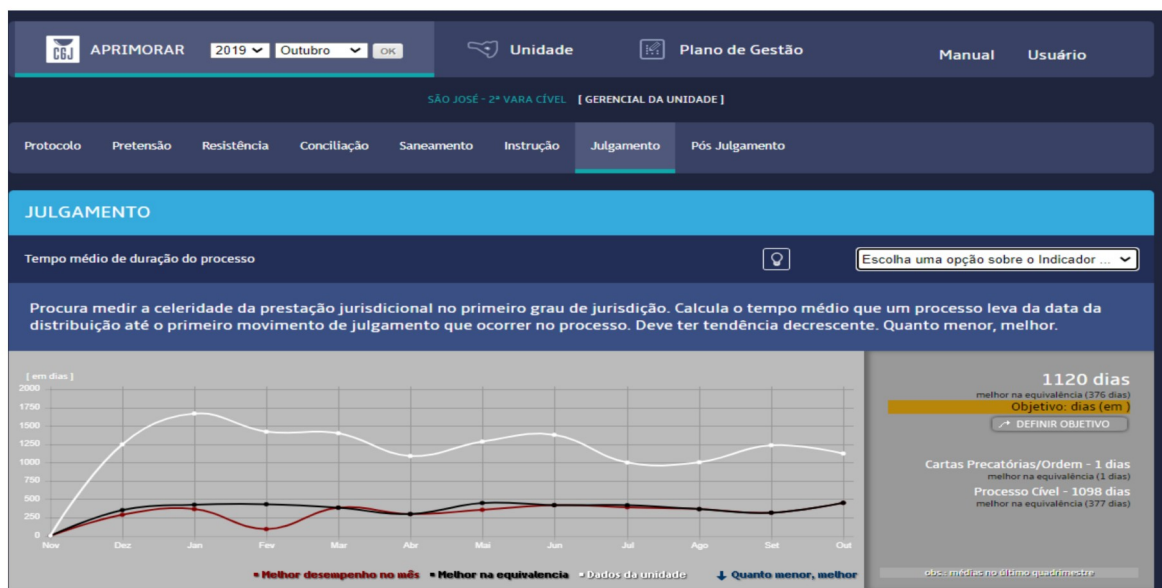 CGJ APRIMORAR 2019 Outubro OK Unidade Plano de Gestão Manual Usuário
SÃO JOSÉ - 2ª VARA CÍVEL [ GERENCIAL DA UNIDADE ]
Protocolo Pretensão Resistência Conciliação Saneamento Instrução Julgamento Pós Julgamento
JULGAMENTO
Tempo médio de duração do processo Escolha uma opção sobre o Indicador ...
Procura medir a celeridade da prestação jurisdicional no primeiro grau de jurisdição. Calcula o tempo médio que um processo leva da data da
distribuição até o primeiro movimento de julgamento que ocorrer no processo. Deve ter tendência decrescente. Quanto menor, melhor.
[ em dias ]
2000
1750
1500
1250
1000
750
500
250
0
Nov Dez Jan Fev Mar Abr Mai Jun Jul Ago Set Out
Melhor desempenho no mês Melhor na equivalencia Dados da unidade Quanto menor, melhor
1120 dias
melhor na equivalência (376 dias)
Objetivo: dias (em )
DEFINIR OBJETIVO
Cartas Precatórias/Ordem - 1 dias
melhor na equivalência (1 dias)
Processo Cível - 1098 dias
melhor na equivalência (377 dias)
obs.: médias no último quadrimestre